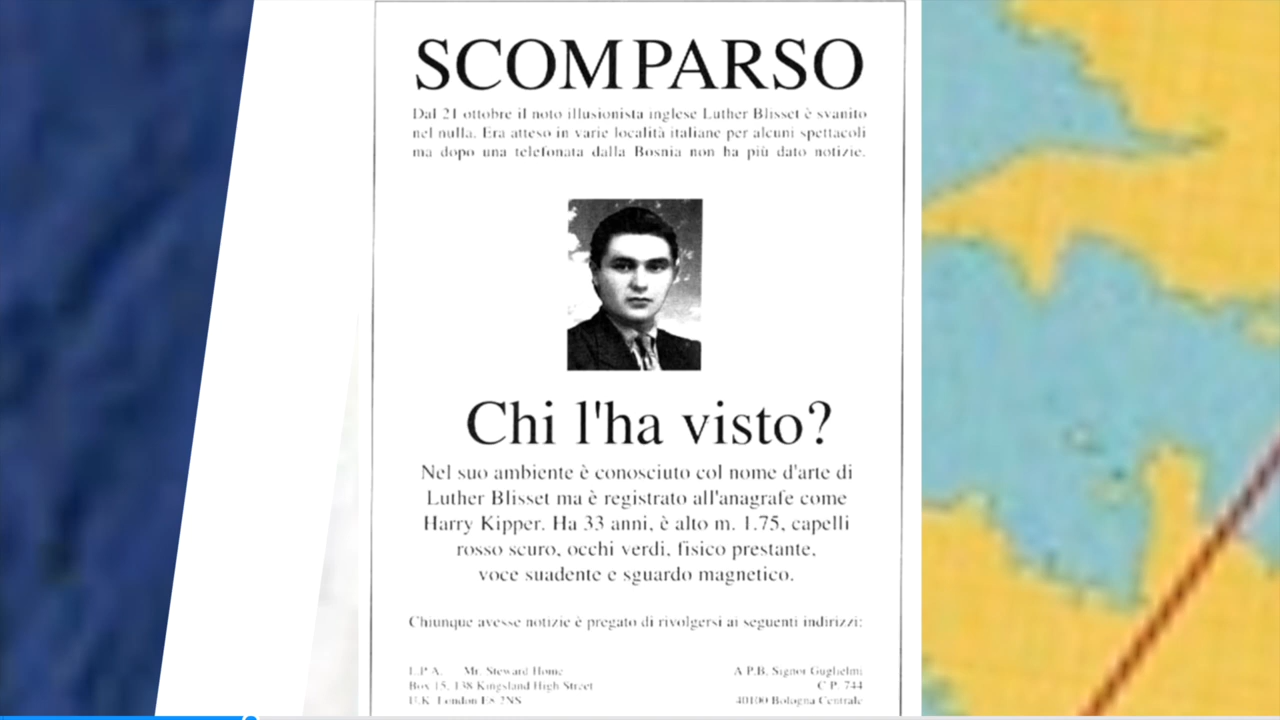 SCOMPARSO
Dal 21 ottobre il noto illusionista inglese Luther Blisset è svanito
nel nulla. Era atteso in varie località italiane per alcuni spettacoli
ma dopo una telefonata dalla Bosnia non ha più dato notizie.
Chi l'ha visto?
Nel suo ambiente è conosciuto col nome d'arte di
Luther Blisset ma è registrato all'anagrafe come
Harry Kipper. Ha 33 anni, è alto m. 1.75, capelli
rosso scuro, occhi verdi, fisico prestante,
voce suadente e sguardo magnetico.
Chiunque avesse notizie è pregato di rivolgersi ai seguenti indirizzi:
L.P.A. Mr. Steward Home
Box 15, 138 Kingsland High Street
U.K. London E8 2NS
A.P.B. Signor Guglielmi
C.P. 744
40100 Bologna Centrale